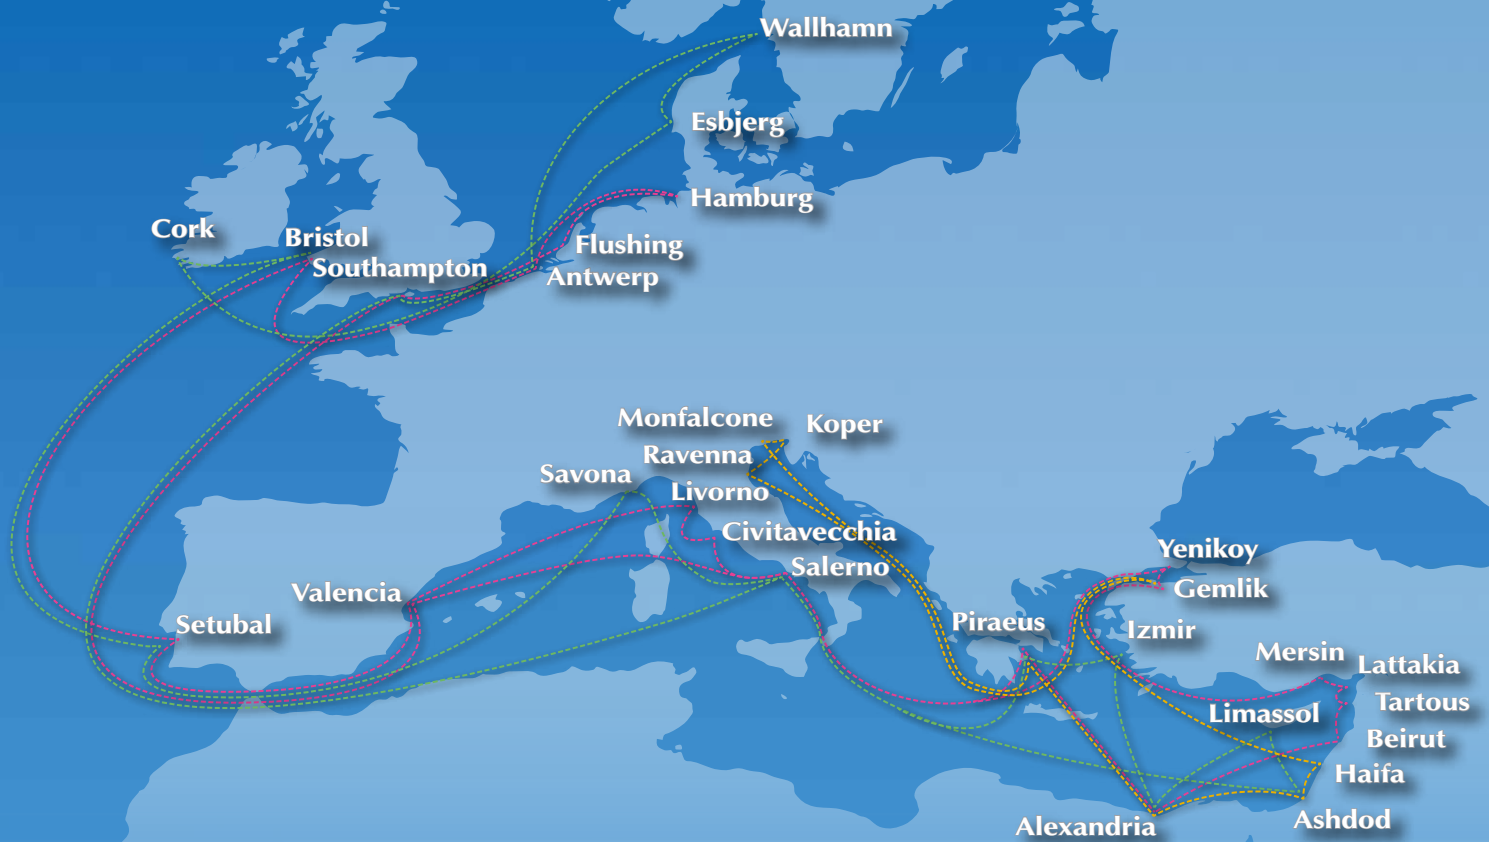 Wallhamn
Esbjerg
Hamburg
Cork
Bristol
Flushing
Southampton
Antwerp
Monfalcone
Koper
Ravenna
Savona
Livorno
Civitavecchia
Yenikoy
Salerno
Gemlik
Valencia
Setubal
Piraeus
Izmir
Mersin
Lattakia
Tartous
Limassol
Beirut
Haifa
Ashdod
Alexandria